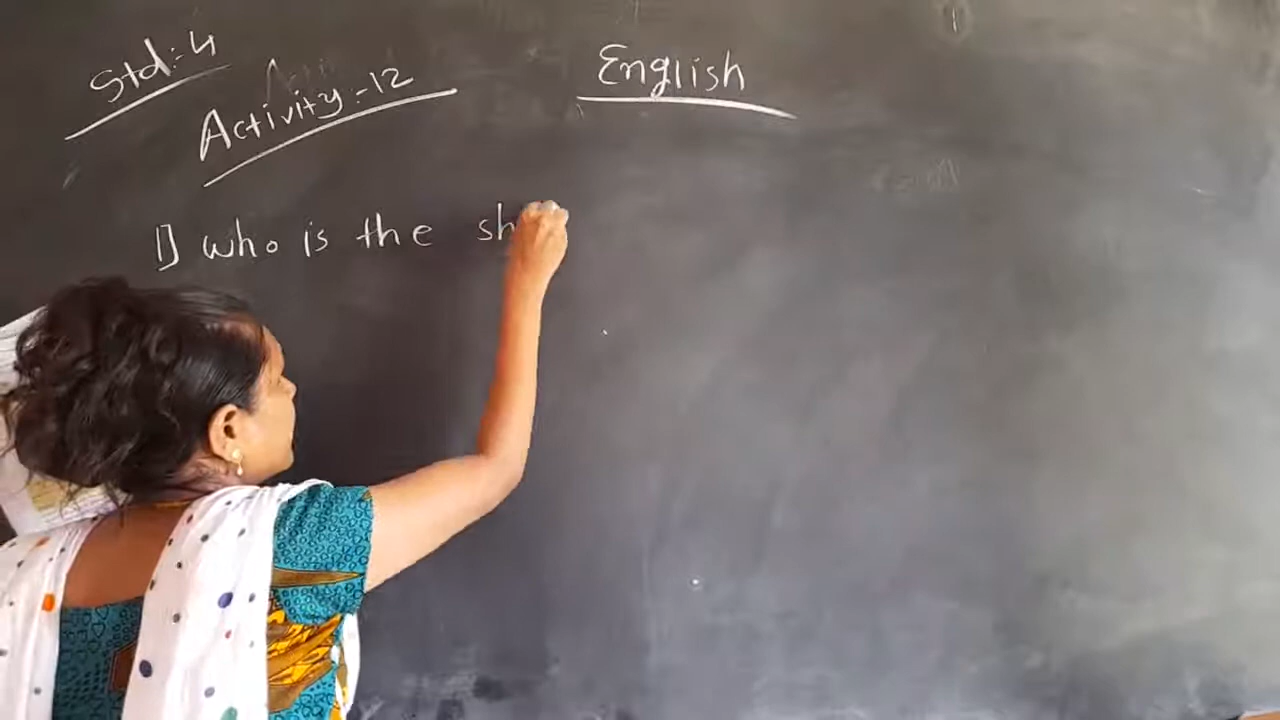 Std:-4
Activity:-12
English
1) who is the sh